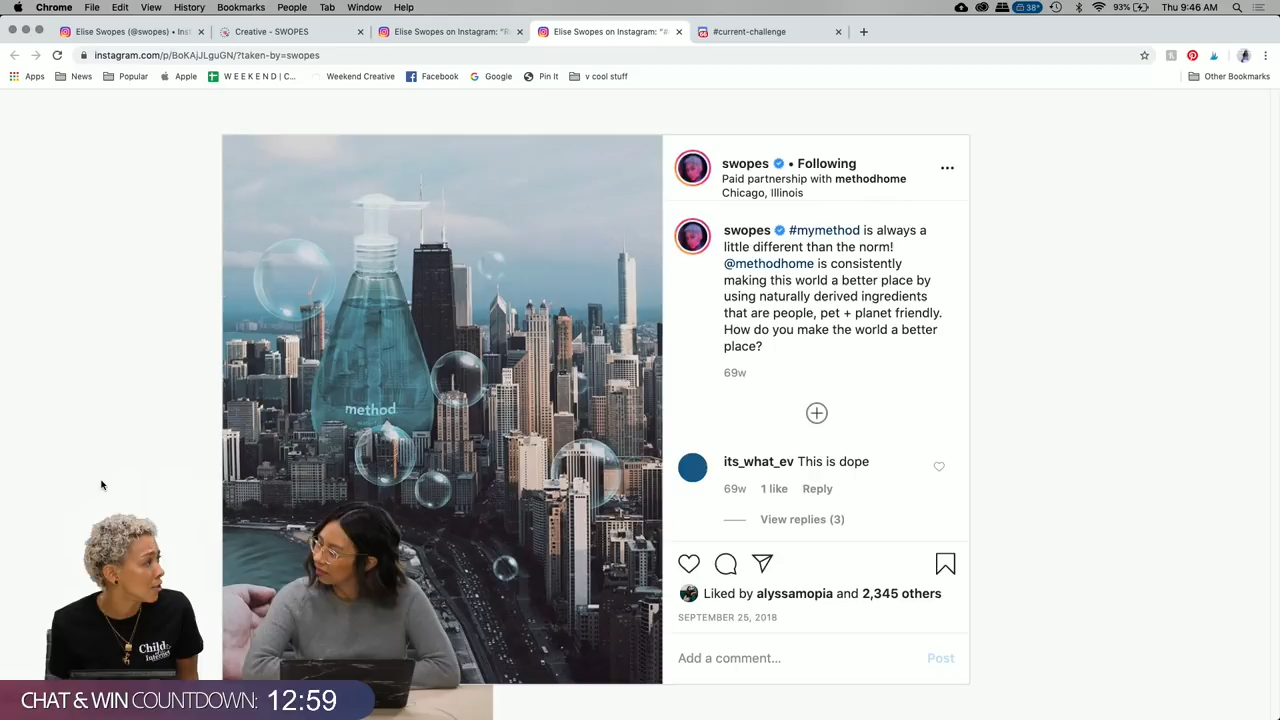 Chrome File Edit View History Bookmarks People Tab Window Help 38° 93% Thu 9:46 AM
Elise Swopes (@swopes) • Inst Creative - SWOPES Elise Swopes on Instagram: "R Elise Swopes on Instagram: "# #current-challenge
instagram.com/p/BoKAjJLguGN/?taken-by=swopes
Apps News Popular Apple W E E K E N D | C... Weekend Creative Facebook Google Pin It v cool stuff Other Bookmarks
swopes • Following
Paid partnership with methodhome
Chicago, Illinois
swopes #mymethod is always a
little different than the norm!
@methodhome is consistently
making this world a better place by
using naturally derived ingredients
that are people, pet + planet friendly.
How do you make the world a better
place?
69w
method
its_what_ev This is dope
69w 1 like Reply
View replies (3)
Liked by alyssamopia and 2,345 others
SEPTEMBER 25, 2018
Add a comment... Post
Child
Internet
CHAT & WIN COUNTDOWN: 12:59